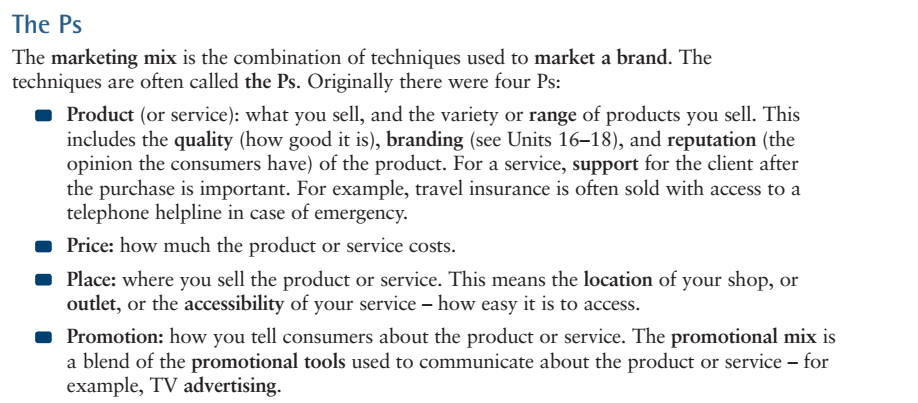 The Ps
The marketing mix is the combination of techniques used to market a brand. The
techniques are often called the Ps. Originally there were four Ps:
Product (or service): what you sell, and the variety or range of products you sell. This
includes the quality (how good it is), branding (see Units 16–18), and reputation (the
opinion the consumers have) of the product. For a service, support for the client after
the purchase is important. For example, travel insurance is often sold with access to a
telephone helpline in case of emergency.
Price: how much the product or service costs.
Place: where you sell the product or service. This means the location of your shop, or
outlet, or the accessibility of your service – how easy it is to access.
Promotion: how you tell consumers about the product or service. The promotional mix is
a blend of the promotional tools used to communicate about the product or service – for
example, TV advertising.